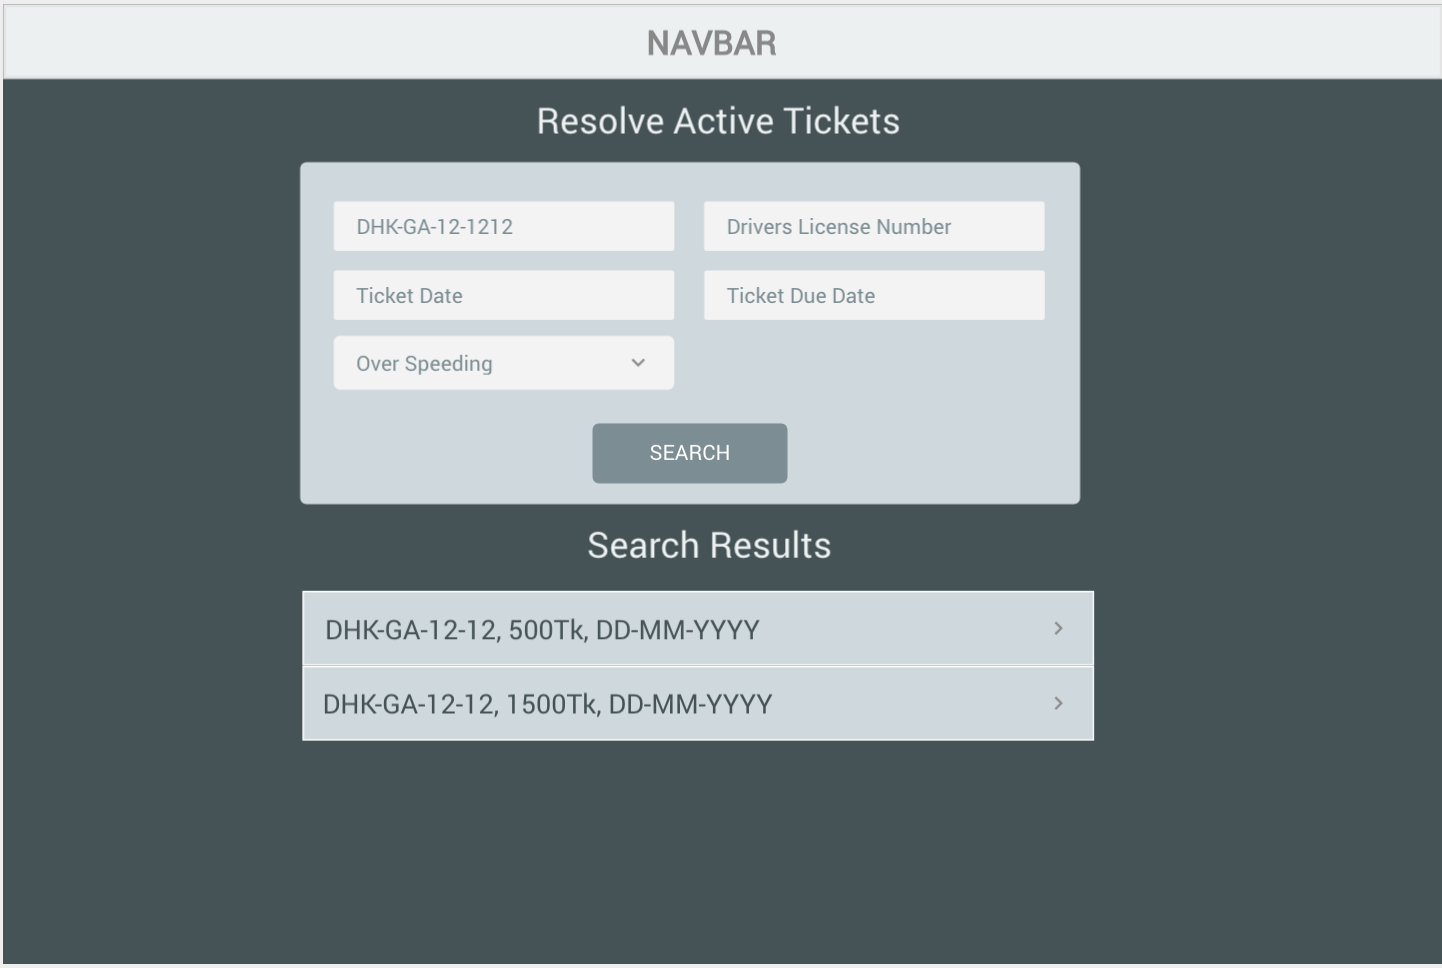 NAVBAR
Resolve Active Tickets
DHK-GA-12-1212
Drivers License Number
Ticket Date
Ticket Due Date
Over Speeding
SEARCH
Search Results
DHK-GA-12-12, 500Tk, DD-MM-YYYY
DHK-GA-12-12, 1500Tk, DD-MM-YYYY